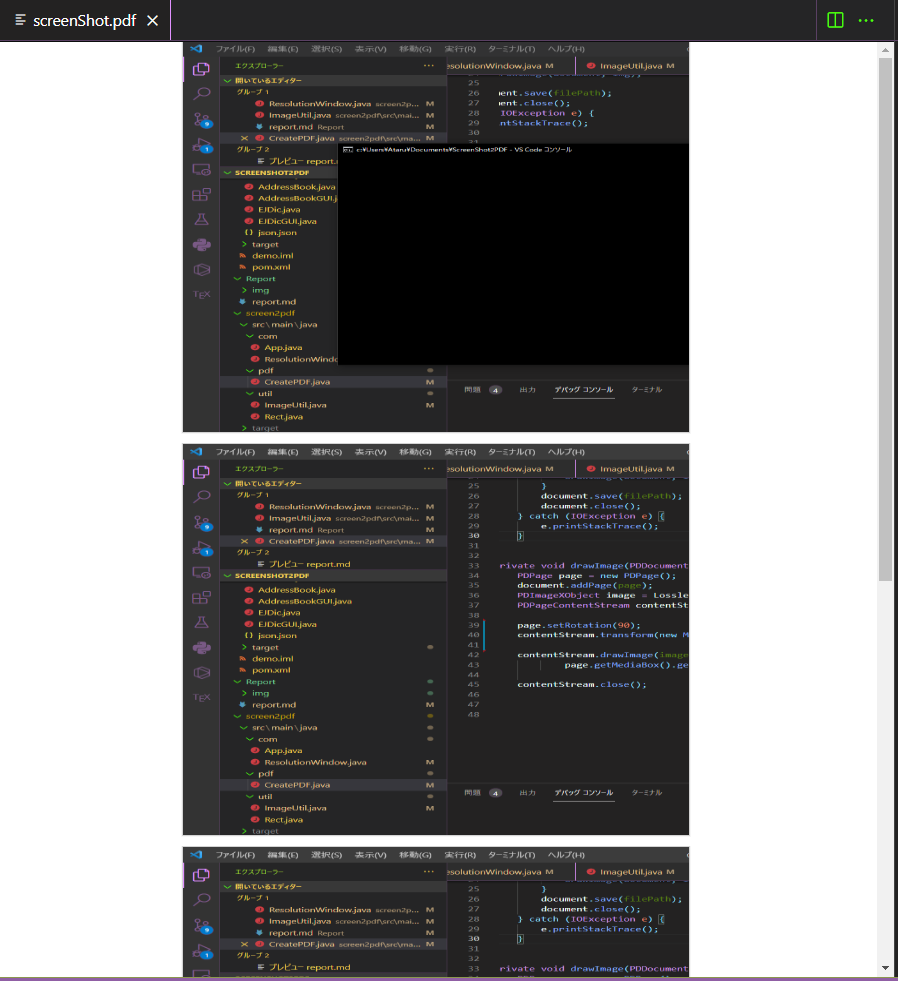 screenShot.pdf
ファイル(F) 編集(E) 選択(S) 表示(V) 移動(G) 実行(R) ターミナル(T) ヘルプ(H)
エクスプローラー
esolutionWindow.java M
ImageUtil.java M
開いているエディター
グループ 1
ResolutionWindow.java screen2p... M
ImageUtil.java screen2pdf\src\mai... M
report.md Report M
CreatePDF.java screen2pdf\src\ma... M
グループ 2
プレビュー report.
SCREENSHOT2PDF
AddressBook.java
AddressBookGUI.j
EJDic.java
EJDicGUI.java
{} json.json
target
demo.iml
pom.xml
Report
img
report.md
screen2pdf
src\main\java
com
App.java
ResolutionWindo
pdf
CreatePDF.java M
util
ImageUtil.java M
Rect.java
target
9
1
TEX
25
26 ment.save(filePath);
27 ment.close();
28 IOException e) {
29 ntStackTrace();
30
c:¥Users¥Ataru¥Documents¥ScreenShot2PDF - VS Code コンソール
問題 4 出力 デバッグ コンソール ターミナル
ファイル(F) 編集(E) 選択(S) 表示(V) 移動(G) 実行(R) ターミナル(T) ヘルプ(H)
エクスプローラー
esolutionWindow.java M
ImageUtil.java M
開いているエディター
グループ 1
ResolutionWindow.java screen2p... M
ImageUtil.java screen2pdf\src\mai... M
report.md Report M
CreatePDF.java screen2pdf\src\ma... M
グループ 2
プレビュー report.md
SCREENSHOT2PDF
AddressBook.java
AddressBookGUI.java
EJDic.java
EJDicGUI.java
{} json.json
target
demo.iml
pom.xml
Report
img
report.md M
screen2pdf
src\main\java
com
App.java
ResolutionWindow.java M
pdf
CreatePDF.java M
util
ImageUtil.java M
Rect.java
target
9
1
TEX
25 }
26 document.save(filePath);
27 document.close();
28 } catch (IOException e) {
29 e.printStackTrace();
30 }
31
32
33 rivate void drawImage(PDDocument
34 PDPage page = new PDPage();
35 document.addPage(page);
36 PDImageXObject image = Lossle
37 PDPageContentStream contentSt
38
39 page.setRotation(90);
40 contentStream.transform(new M
41
42 contentStream.drawImage(image
43 page.getMediaBox().ge
44
45 contentStream.close();
46
47
48
問題 4 出力 デバッグ コンソール ターミナル
ファイル(F) 編集(E) 選択(S) 表示(V) 移動(G) 実行(R) ターミナル(T) ヘルプ(H)
エクスプローラー
esolutionWindow.java M
ImageUtil.java M
開いているエディター
グループ 1
ResolutionWindow.java screen2p... M
ImageUtil.java screen2pdf\src\mai... M
report.md Report M
CreatePDF.java screen2pdf\src\ma... M
グループ 2
プレビュー report.md
9
1
25 }
26 document.save(filePath);
27 document.close();
28 } catch (IOException e) {
29 e.printStackTrace();
30 }
31
32
33 rivate void drawImage(PDDocument